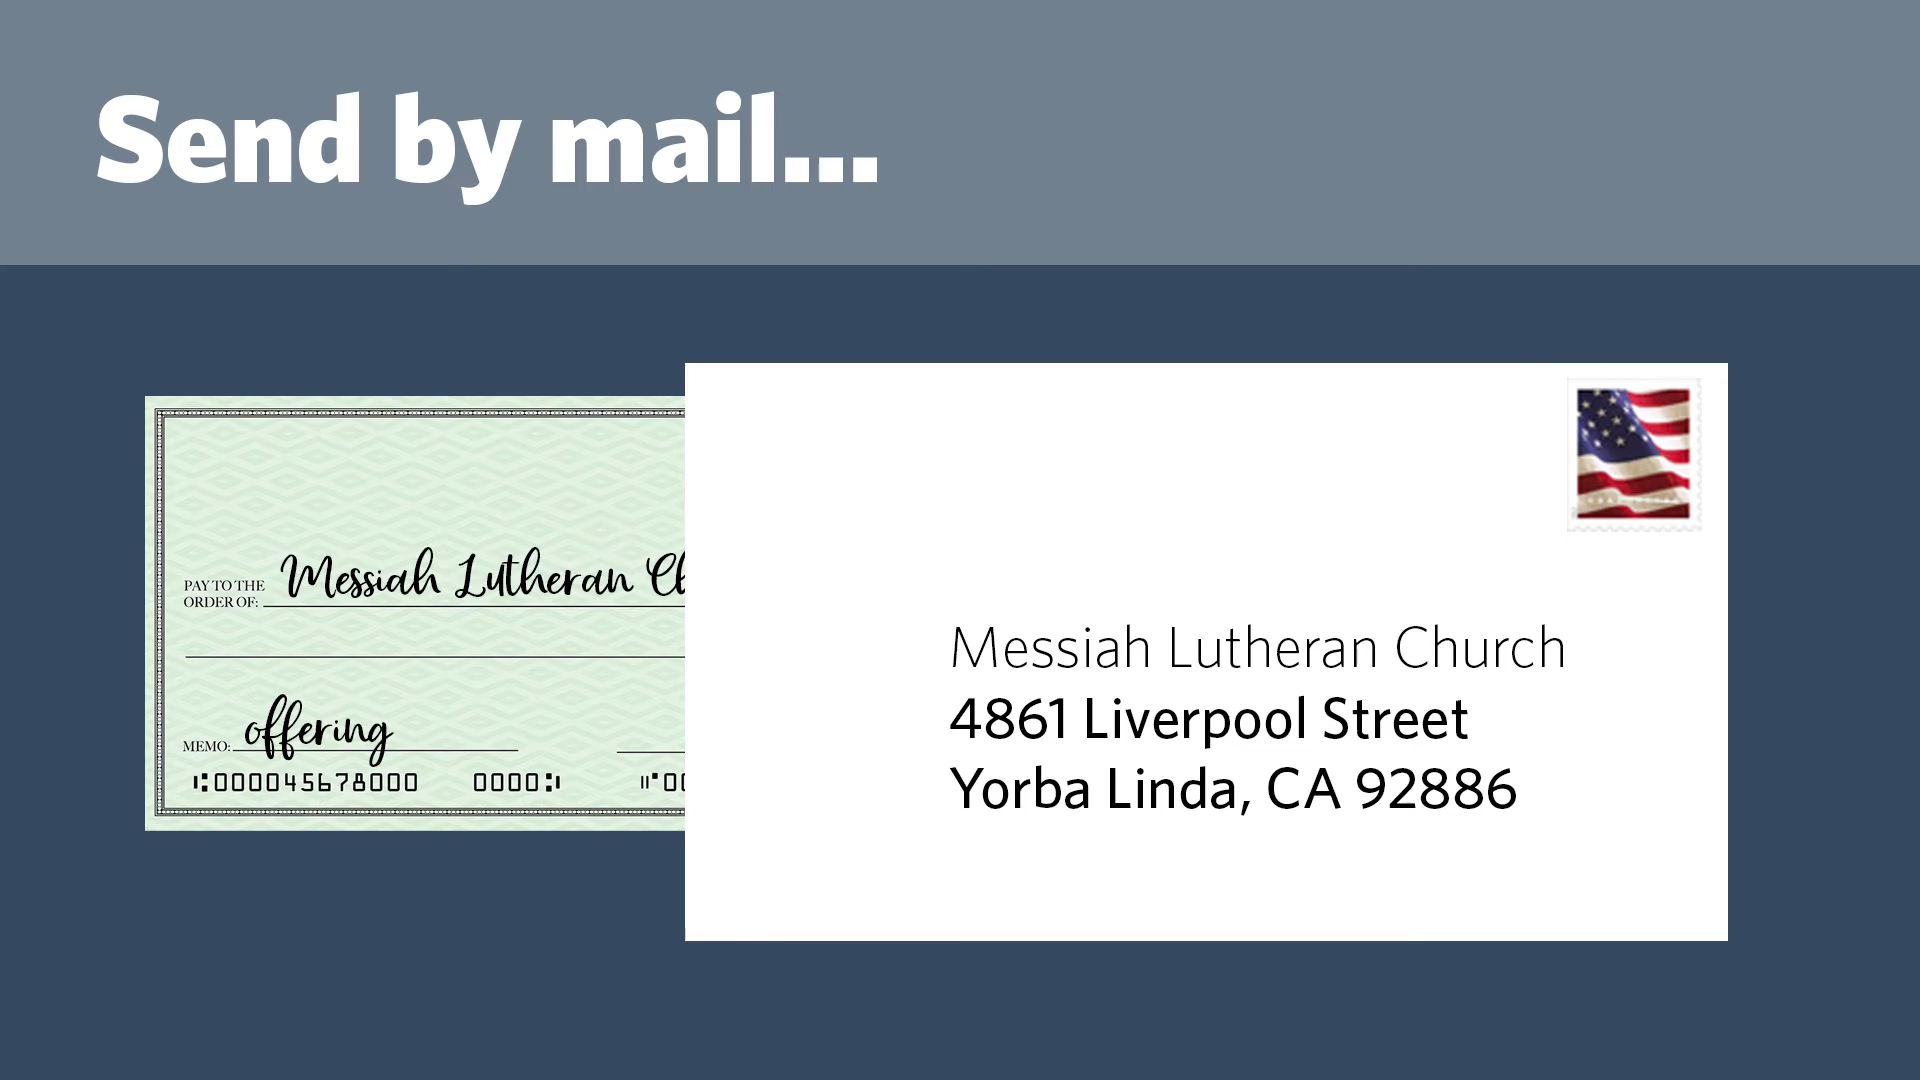 Send by mail...
PAY TO THE
ORDER OF: Messiah Lutheran
MEMO: offering
⑆000045678000 0000⑆ ⑈00
Messiah Lutheran Church
4861 Liverpool Street
Yorba Linda, CA 92886